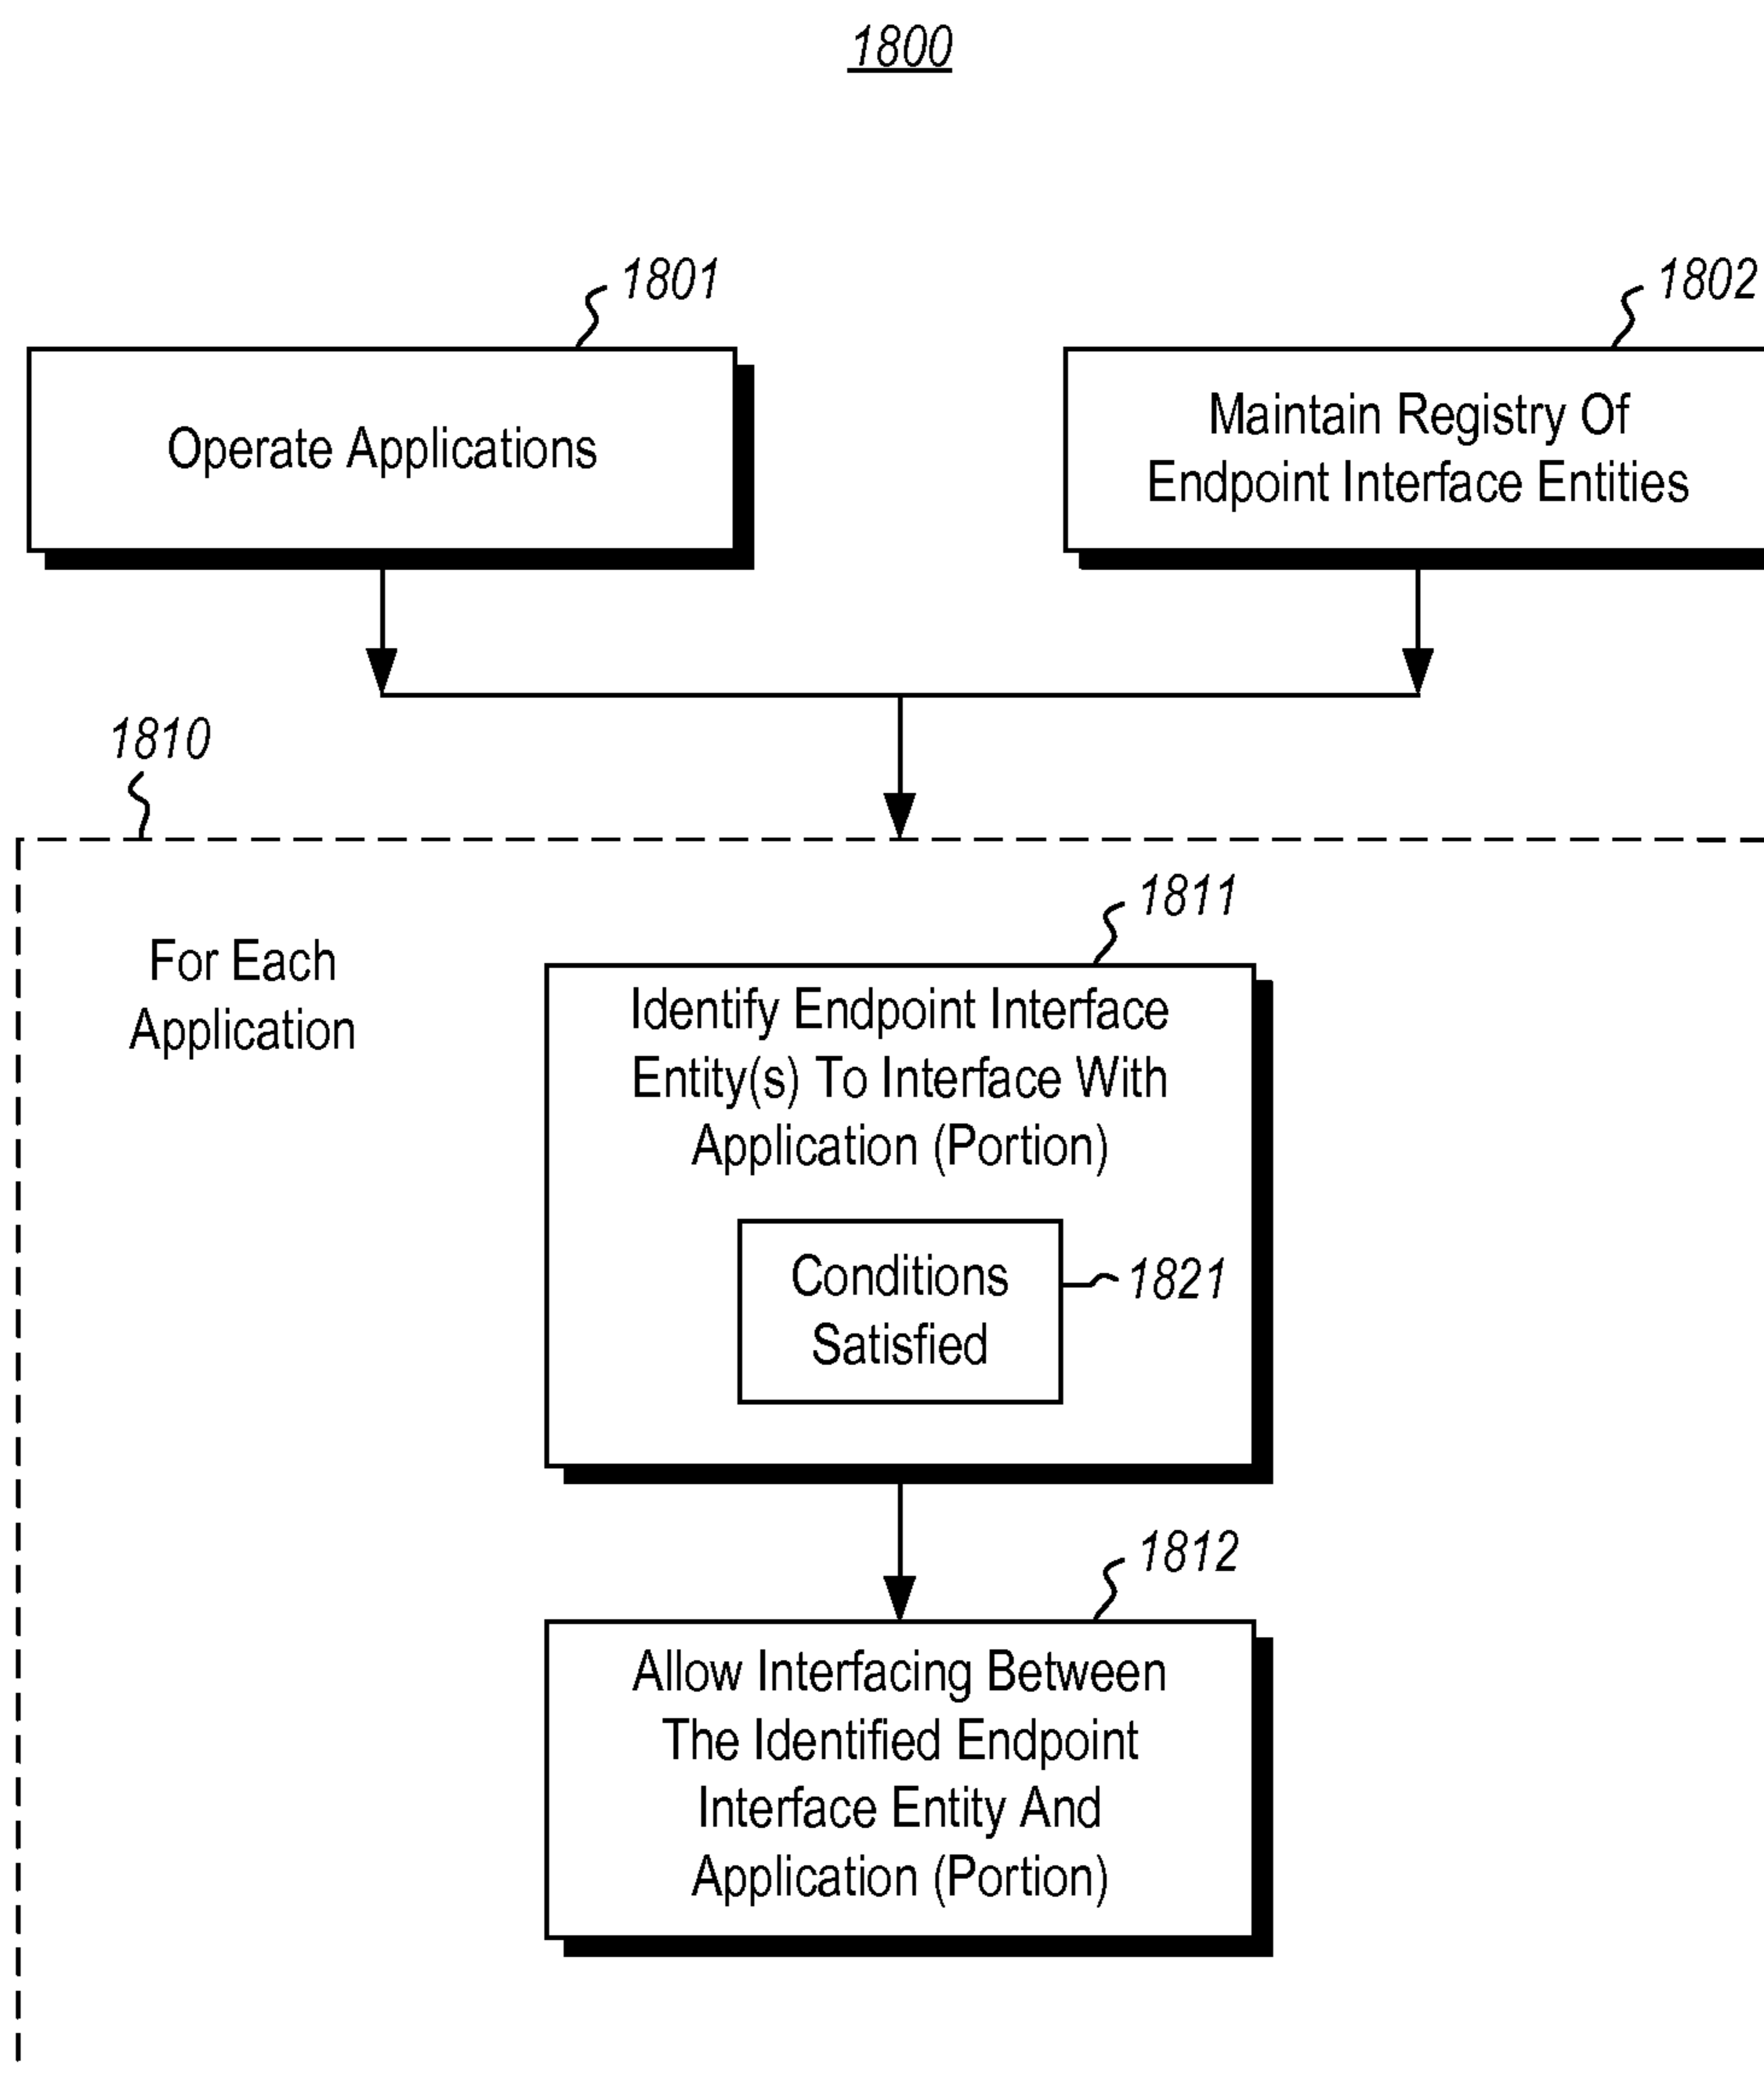 1800
1801
1802
Operate Applications
Maintain Registry Of
Endpoint Interface Entities
1810
1811
For Each
Application
Identify Endpoint Interface
Entity(s) To Interface With
Application (Portion)
Conditions
Satisfied
1821
1812
Allow Interfacing Between
The Identified Endpoint
Interface Entity And
Application (Portion)